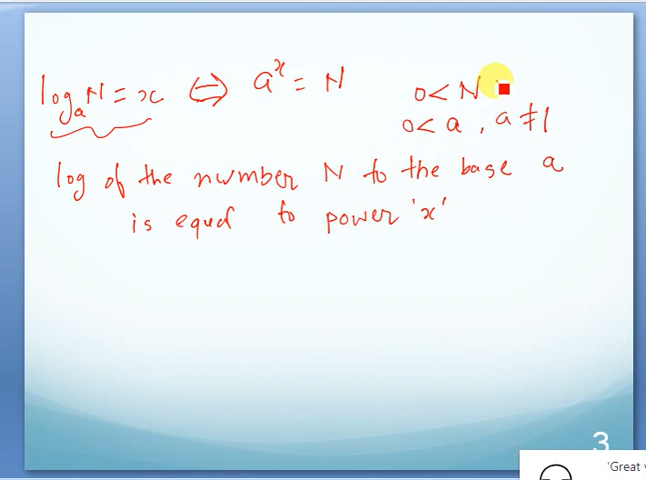 logₐN = x ⇔ aˣ = N
0 < N
0 < a , a ≠ 1
log of the number N to the base a
is equal to power 'x'
3
'Great